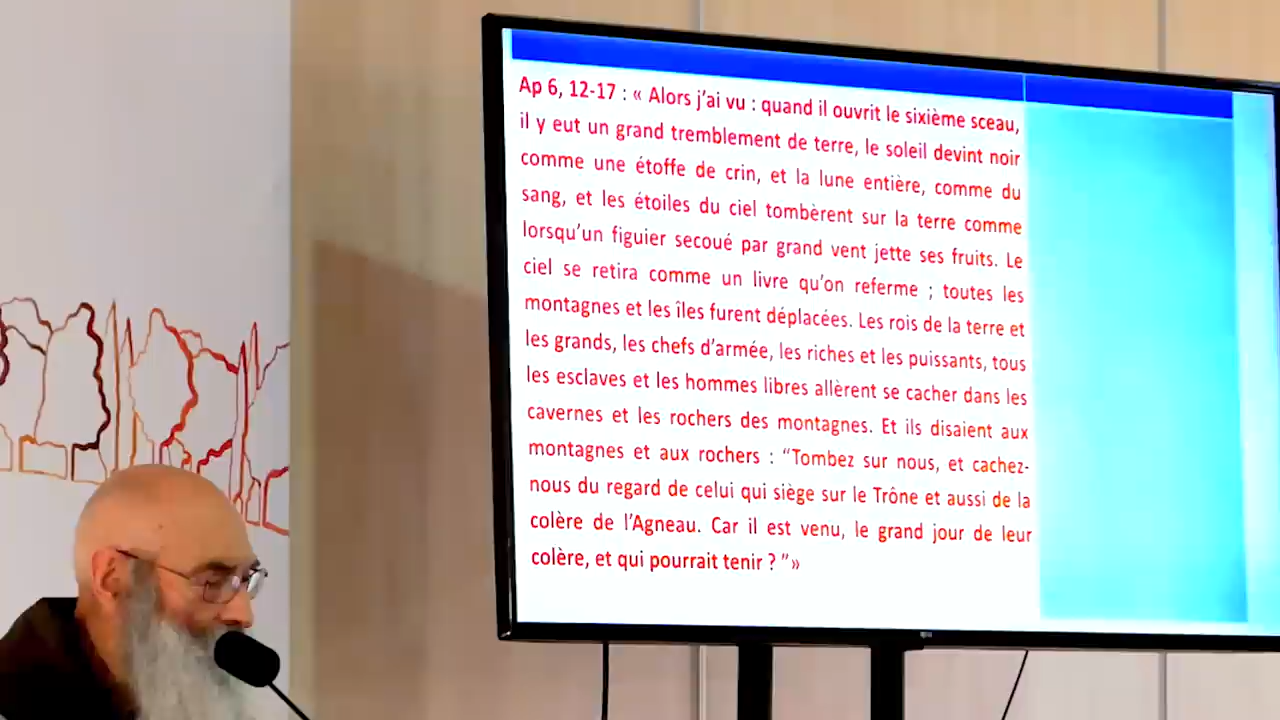 Ap 6, 12-17 : « Alors j’ai vu : quand il ouvrit le sixième sceau,
il y eut un grand tremblement de terre, le soleil devint noir
comme une étoffe de crin, et la lune entière, comme du
sang, et les étoiles du ciel tombèrent sur la terre comme
lorsqu’un figuier secoué par grand vent jette ses fruits. Le
ciel se retira comme un livre qu’on referme ; toutes les
montagnes et les îles furent déplacées. Les rois de la terre et
les grands, les chefs d’armée, les riches et les puissants, tous
les esclaves et les hommes libres allèrent se cacher dans les
cavernes et les rochers des montagnes. Et ils disaient aux
montagnes et aux rochers : “Tombez sur nous, et cachez-
nous du regard de celui qui siège sur le Trône et aussi de la
colère de l’Agneau. Car il est venu, le grand jour de leur
colère, et qui pourrait tenir ? ”»